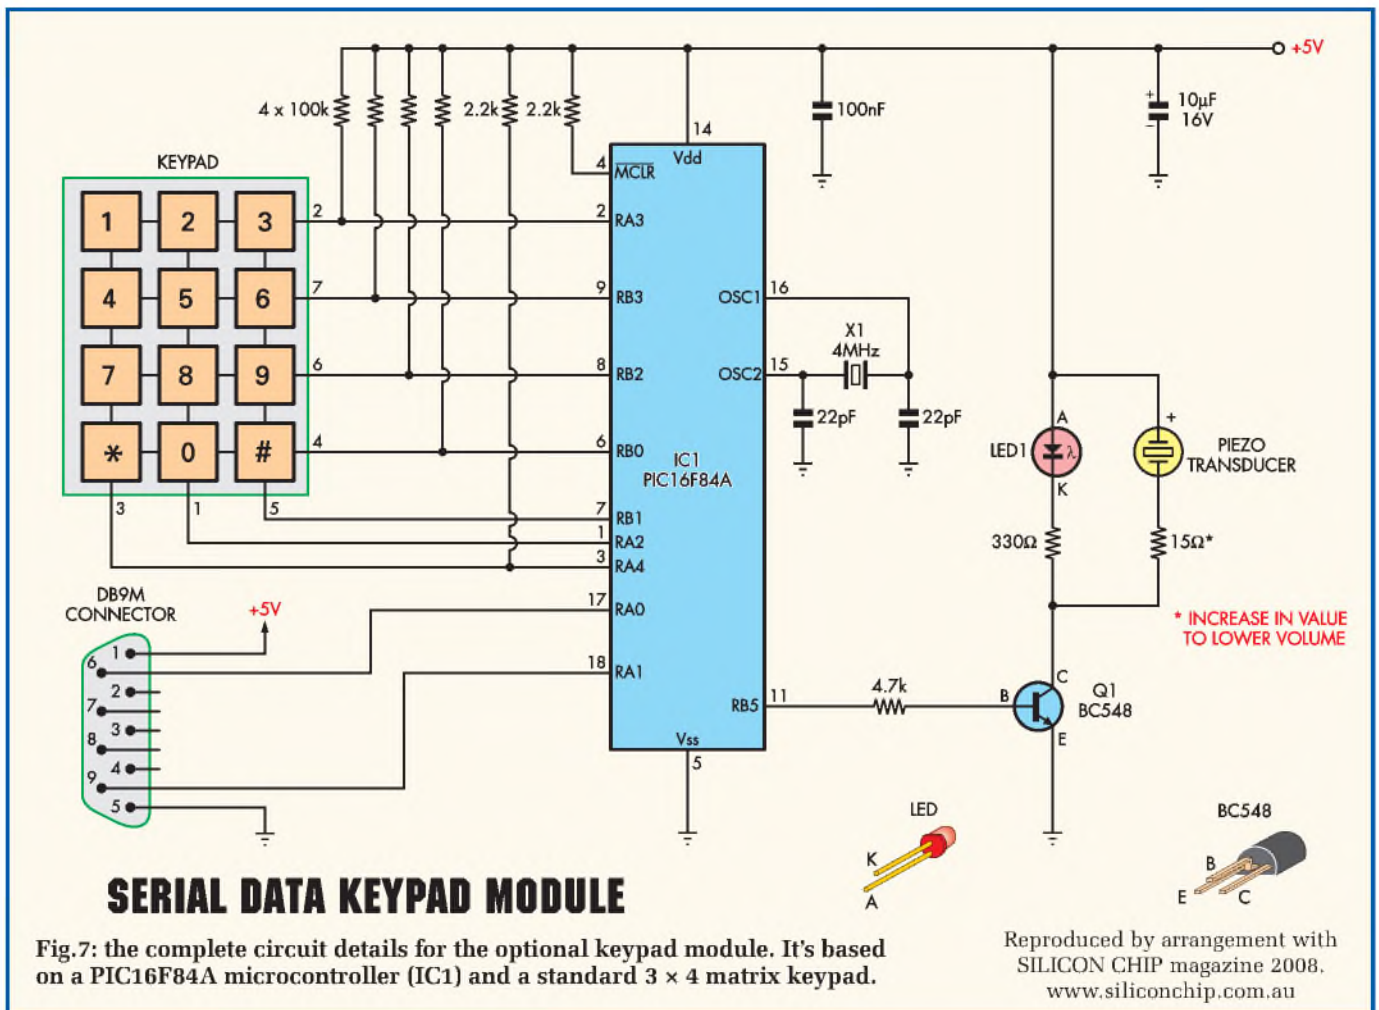 +5V
4 x 100k
2.2k
2.2k
100nF
+
10µF
16V
−
14
Vdd
KEYPAD
4
MCLR
1
2
3
2
2
RA3
4
5
6
7
9
RB3
OSC1
16
X1
4MHz
7
8
9
6
8
RB2
OSC2
15
22pF
22pF
*
0
#
4
6
RB0
IC1
PIC16F84A
A
LED1
λ
K
+
PIEZO
TRANSDUCER
3
1
5
7
RB1
1
RA2
3
RA4
330Ω
15Ω*
DB9M
CONNECTOR
+5V
17
RA0
* INCREASE IN VALUE
TO LOWER VOLUME
1
6
2
7
3
8
4
9
5
18
RA1
RB5
11
4.7k
B
C
E
Q1
BC548
Vss
5
LED
K
A
BC548
B
E
C
SERIAL DATA KEYPAD MODULE
Fig.7: the complete circuit details for the optional keypad module. It's based
on a PIC16F84A microcontroller (IC1) and a standard 3 × 4 matrix keypad.
Reproduced by arrangement with
SILICON CHIP magazine 2008.
www.siliconchip.com.au